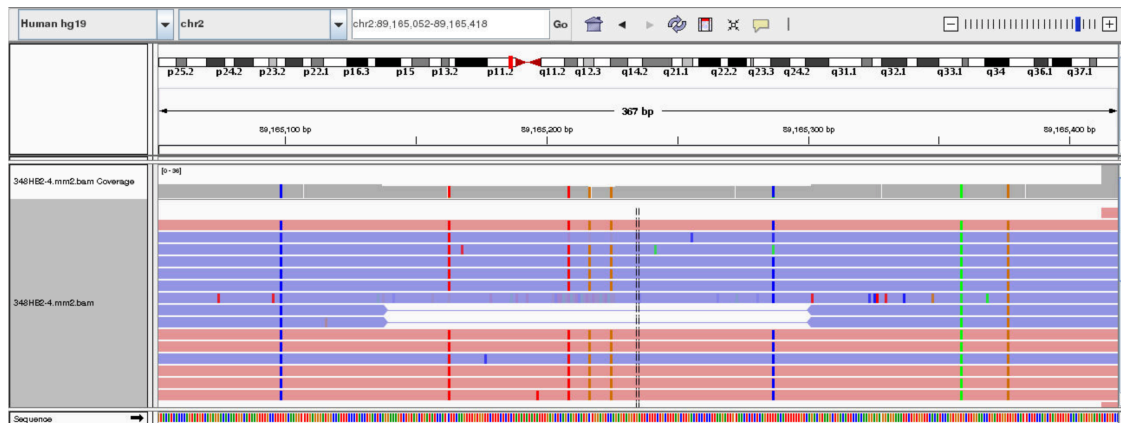 Human hg19 chr2 chr2:89,165,052-89,165,418 Go
p25.2 p24.2 p23.2 p22.1 p16.3 p15 p13.2 p11.2 q11.2 q12.3 q14.2 q21.1 q22.2 q23.3 q24.2 q31.1 q32.1 q33.1 q34 q36.1 q37.1
367 bp
89,165,100 bp 89,165,200 bp 89,165,300 bp 89,165,400 bp
348HB2-4.mm2.bam Coverage
[0-36]
348HB2-4.mm2.bam
Sequence